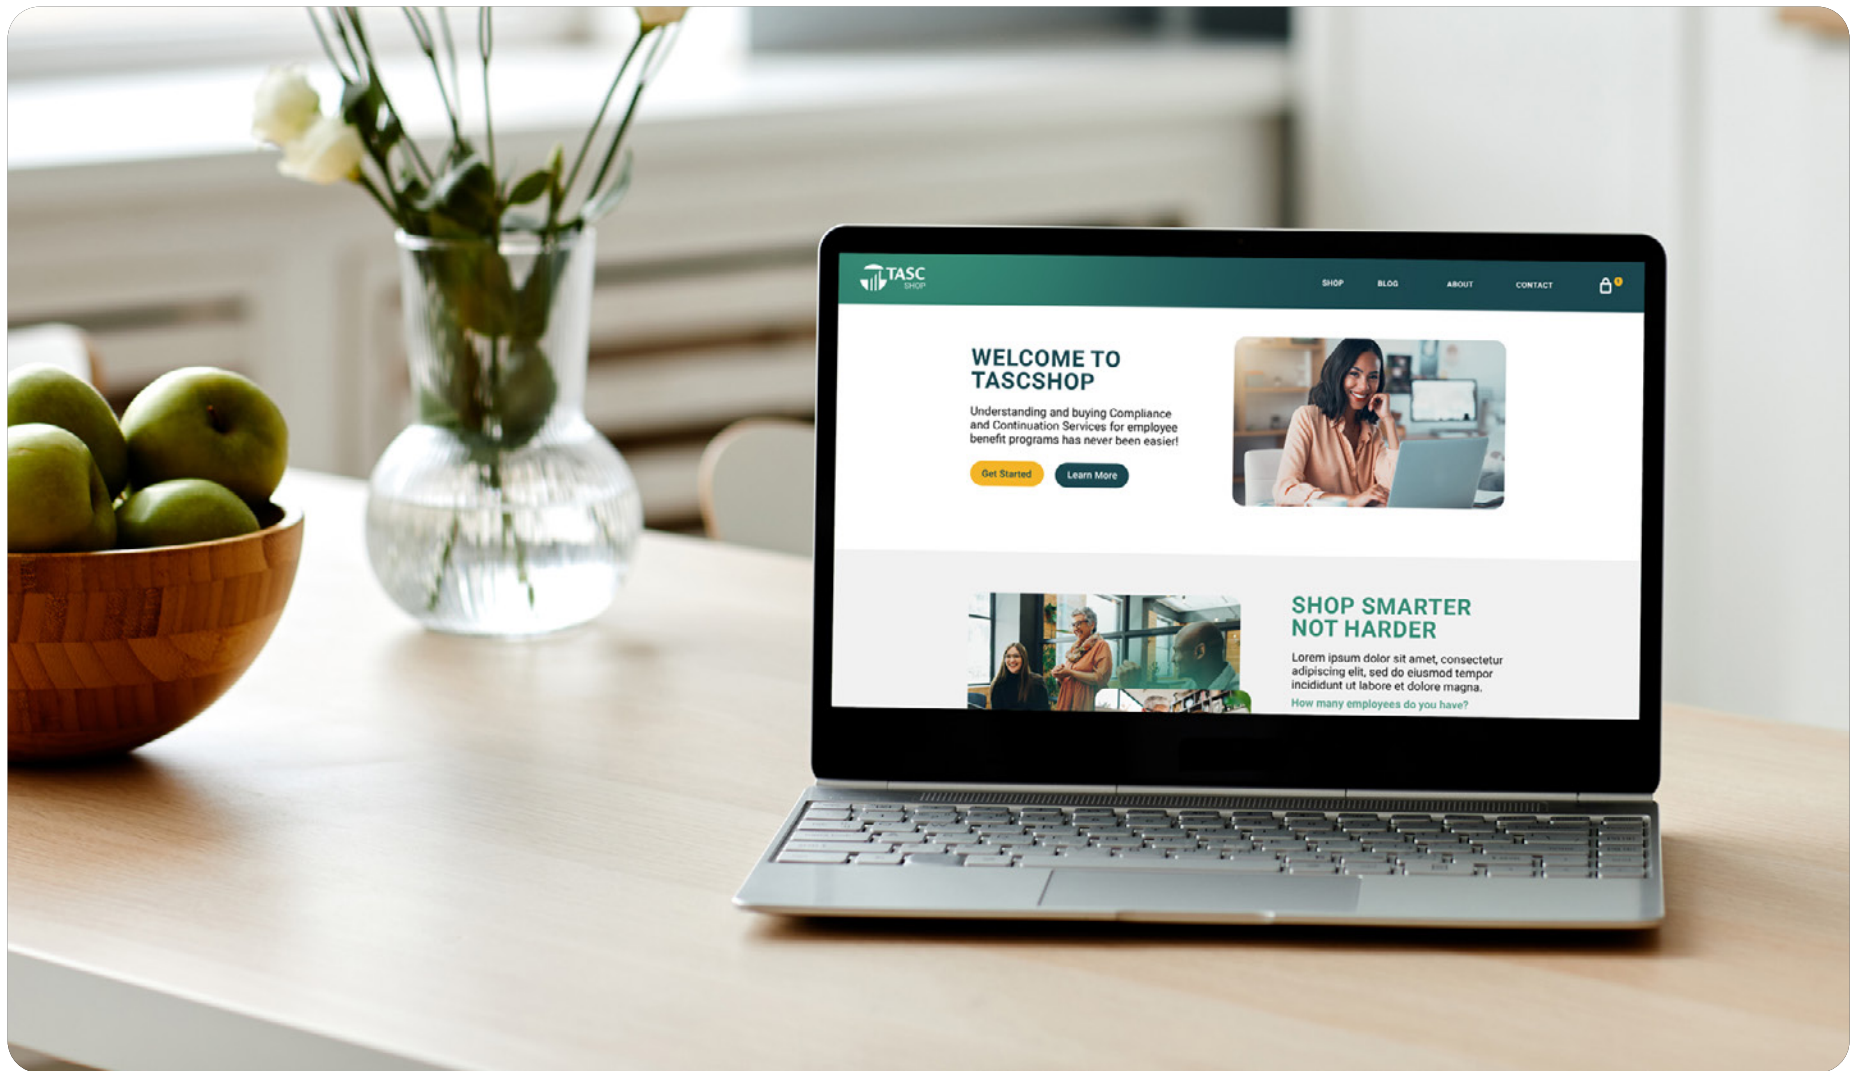 TASC
SHOP
SHOP BLOG ABOUT CONTACT
WELCOME TO
TASCSHOP
Understanding and buying Compliance
and Continuation Services for employee
benefit programs has never been easier!
Get Started Learn More
SHOP SMARTER
NOT HARDER
Lorem ipsum dolor sit amet, consectetur
adipiscing elit, sed do eiusmod tempor
incididunt ut labore et dolore magna.
How many employees do you have?